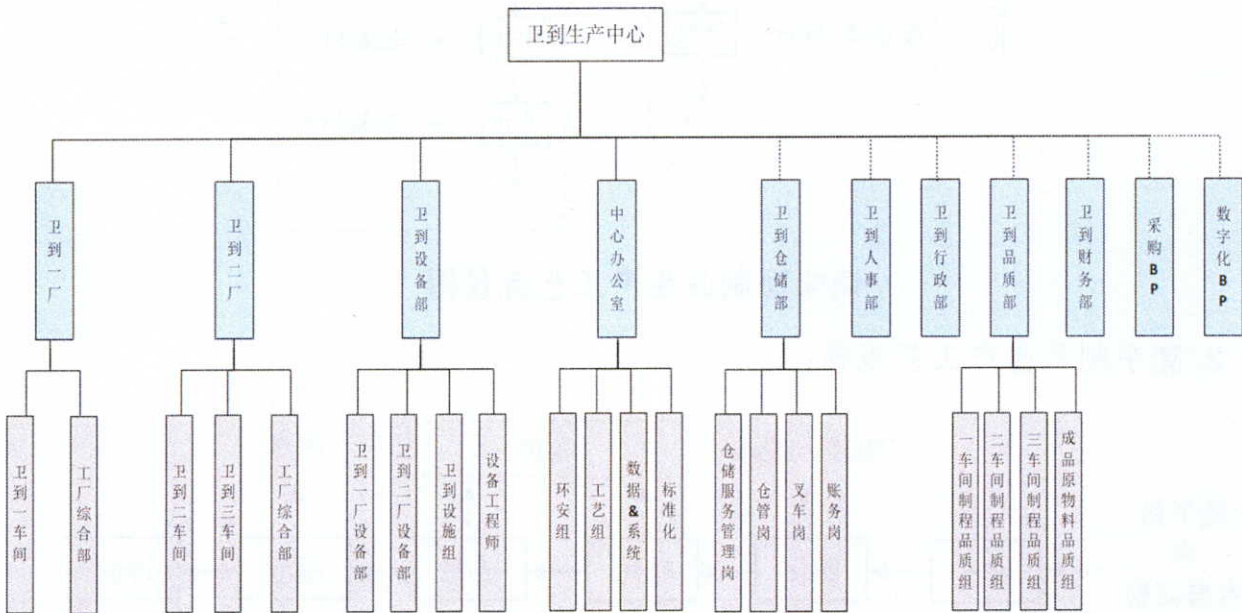 卫到生产中心
卫到一厂
卫到二厂
卫到设备部
中心办公室
卫到仓储部
卫到人事部
卫到行政部
卫到品质部
卫到财务部
采购BP
数字化BP
卫到一车间
工厂综合部
卫到二车间
卫到三车间
工厂综合部
卫到一厂设备部
卫到二厂设备部
卫到设施组
设备工程师
环安组
工艺组
数据&系统
标准化
仓储服务管理岗
仓管岗
叉车岗
账务岗
一车间制程品质组
二车间制程品质组
三车间制程品质组
成品原物料品质组